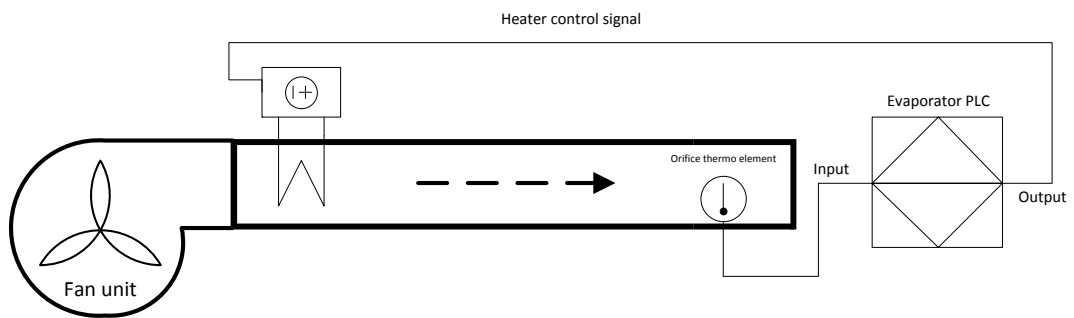 Heater control signal
Evaporator PLC
Orifice thermo element
Input
Output
Fan unit